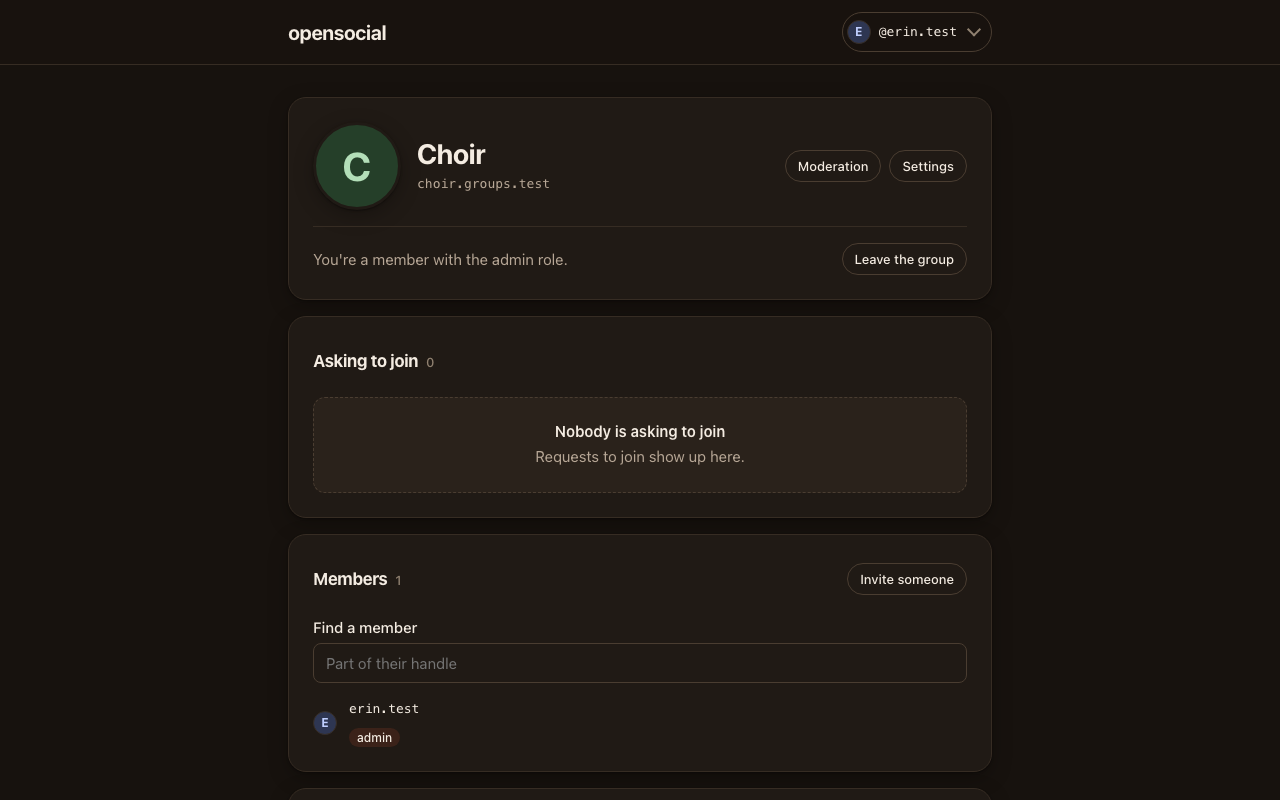 opensocial
E @erin.test
C
Choir
choir.groups.test
Moderation
Settings
You're a member with the admin role.
Leave the group
Asking to join 0
Nobody is asking to join
Requests to join show up here.
Members 1
Invite someone
Find a member
Part of their handle
E
erin.test
admin